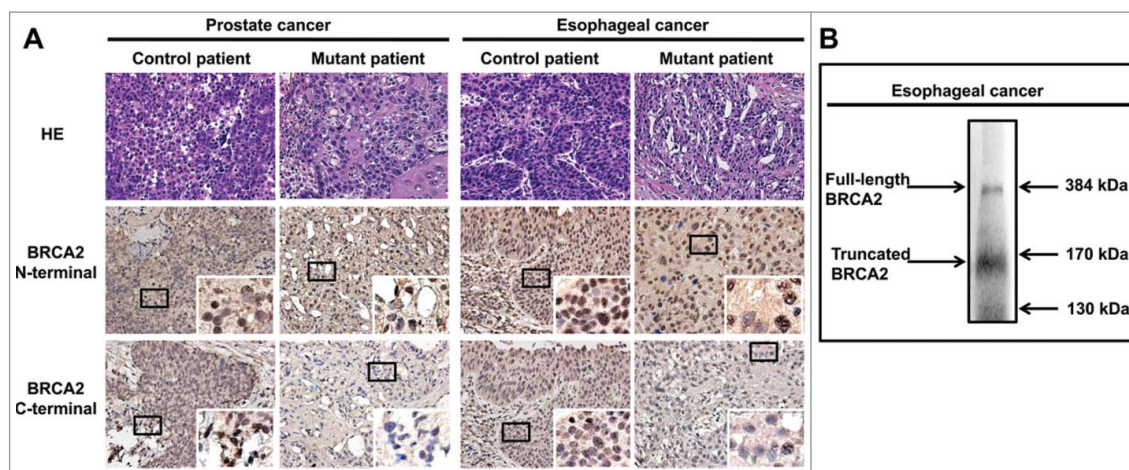 A
Prostate cancer
Esophageal cancer
Control patient
Mutant patient
Control patient
Mutant patient
HE
BRCA2
N-terminal
BRCA2
C-terminal
B
Esophageal cancer
Full-length
BRCA2
384 kDa
Truncated
BRCA2
170 kDa
130 kDa